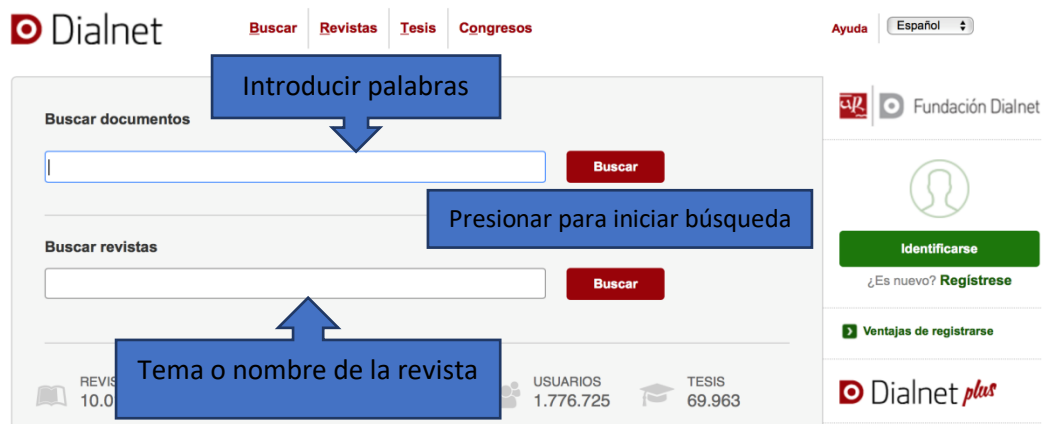 Dialnet
Buscar Revistas Tesis Congresos
Ayuda Español
Introducir palabras
Buscar documentos
Buscar
Presionar para iniciar búsqueda
Buscar revistas
Buscar
Tema o nombre de la revista
USUARIOS
1.776.725
TESIS
69.963
Fundación Dialnet
Identificarse
¿Es nuevo? Regístrese
Ventajas de registrarse
Dialnet plus